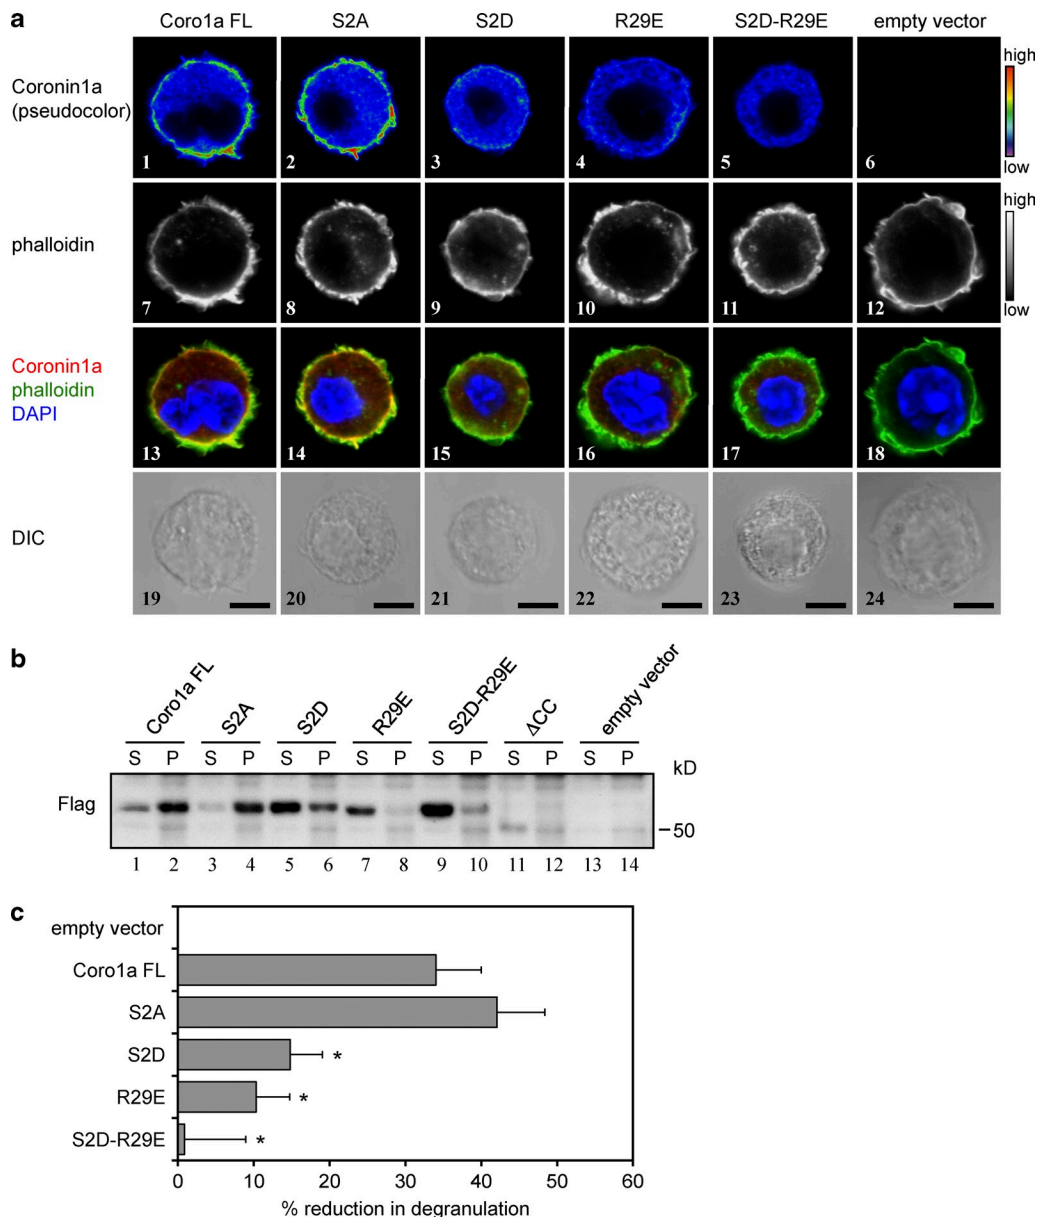 a
Coro1a FL S2A S2D R29E S2D-R29E empty vector
Coronin1a
(pseudocolor)
1 2 3 4 5 6
high
low
phalloidin
7 8 9 10 11 12
high
low
Coronin1a
phalloidin
DAPI
13 14 15 16 17 18
DIC
19 20 21 22 23 24
b
Coro1a FL S2A S2D R29E S2D-R29E ΔCC empty vector
S P S P S P S P S P S P S P
kD
Flag
50
1 2 3 4 5 6 7 8 9 10 11 12 13 14
c
empty vector
Coro1a FL
S2A
S2D *
R29E *
S2D-R29E *
0 10 20 30 40 50 60
% reduction in degranulation